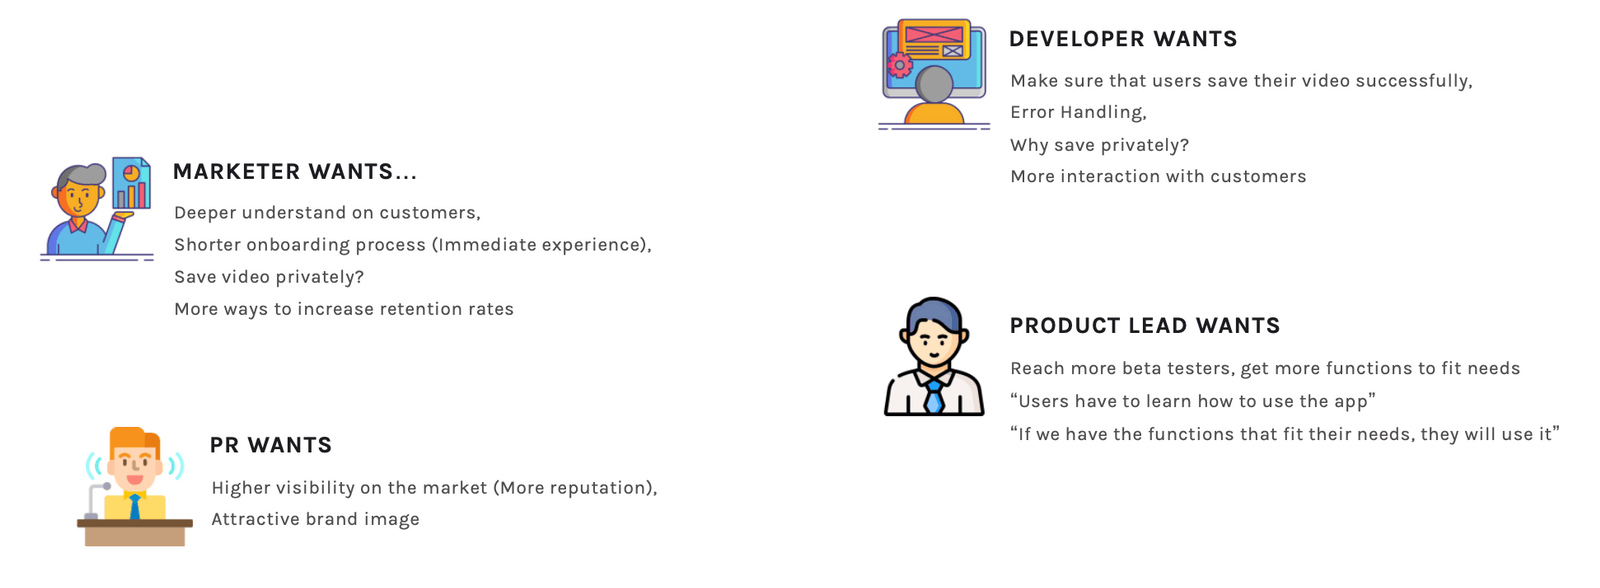 MARKETER WANTS...
Deeper understand on customers,
Shorter onboarding process (Immediate experience),
Save video privately?
More ways to increase retention rates
PR WANTS
Higher visibility on the market (More reputation),
Attractive brand image
DEVELOPER WANTS
Make sure that users save their video successfully,
Error Handling,
Why save privately?
More interaction with customers
PRODUCT LEAD WANTS
Reach more beta testers, get more functions to fit needs
“Users have to learn how to use the app”
“If we have the functions that fit their needs, they will use it”